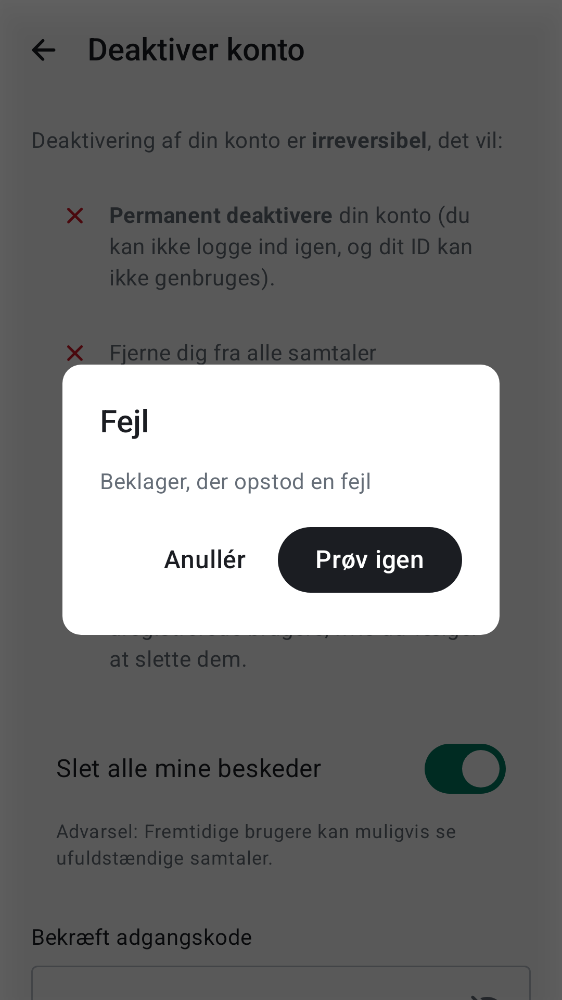 Deaktiver konto
Deaktivering af din konto er irreversibel, det vil:
Permanent deaktivere din konto (du
kan ikke logge ind igen, og dit ID kan
ikke genbruges).
Fjerne dig fra alle samtaler
Fejl
Beklager, der opstod en fejl
Anullér
Prøv igen
at slette dem.
Slet alle mine beskeder
Advarsel: Fremtidige brugere kan muligvis se
ufuldstændige samtaler.
Bekræft adgangskode